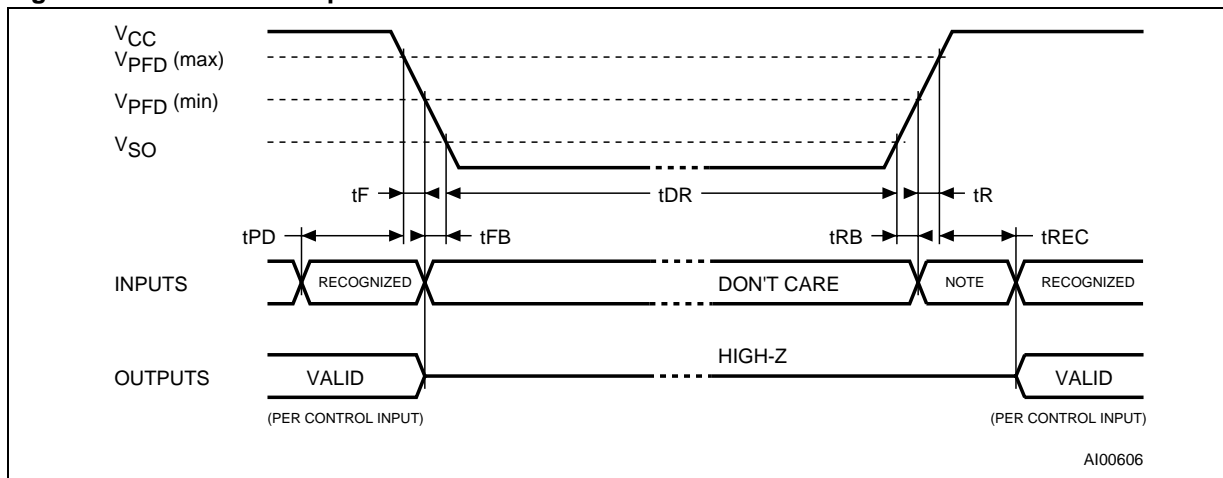 VCC
VPFD (max)
VPFD (min)
VSO
tF tDR tR
tPD tFB tRB tREC
INPUTS RECOGNIZED DON'T CARE NOTE RECOGNIZED
HIGH-Z
OUTPUTS VALID VALID
(PER CONTROL INPUT) (PER CONTROL INPUT)
AI00606